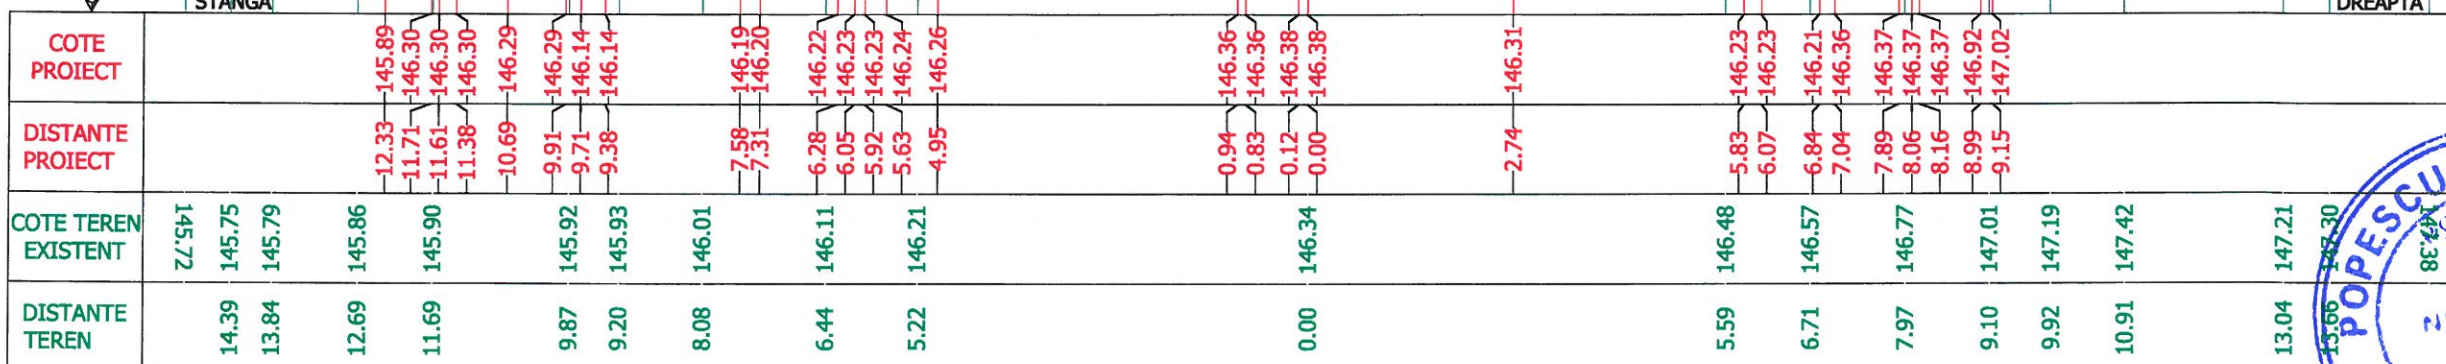 STANGA DREAPTA
COTE PROIECT 145.89 146.30 146.30 146.30 146.29 146.29 146.14 146.14 146.19 146.20 146.22 146.23 146.23 146.24 146.26 146.36 146.36 146.38 146.38 146.31 146.23 146.23 146.21 146.36 146.37 146.37 146.37 146.92 147.02
DISTANTE PROIECT 12.33 11.71 11.61 11.38 10.69 9.91 9.71 9.38 7.58 7.31 6.28 6.05 5.92 5.63 4.95 0.94 0.83 0.12 0.00 2.74 5.83 6.07 6.84 7.04 7.89 8.06 8.16 8.99 9.15
COTE TEREN EXISTENT 145.72 145.75 145.79 145.86 145.90 145.92 145.93 146.01 146.11 146.21 146.34 146.48 146.57 146.77 147.01 147.19 147.42 147.21 147.30 147.38
DISTANTE TEREN 14.39 13.84 12.69 11.69 9.87 9.20 8.08 6.44 5.22 0.00 5.59 6.71 7.97 9.10 9.92 10.91 13.04 13.66
POPESCU